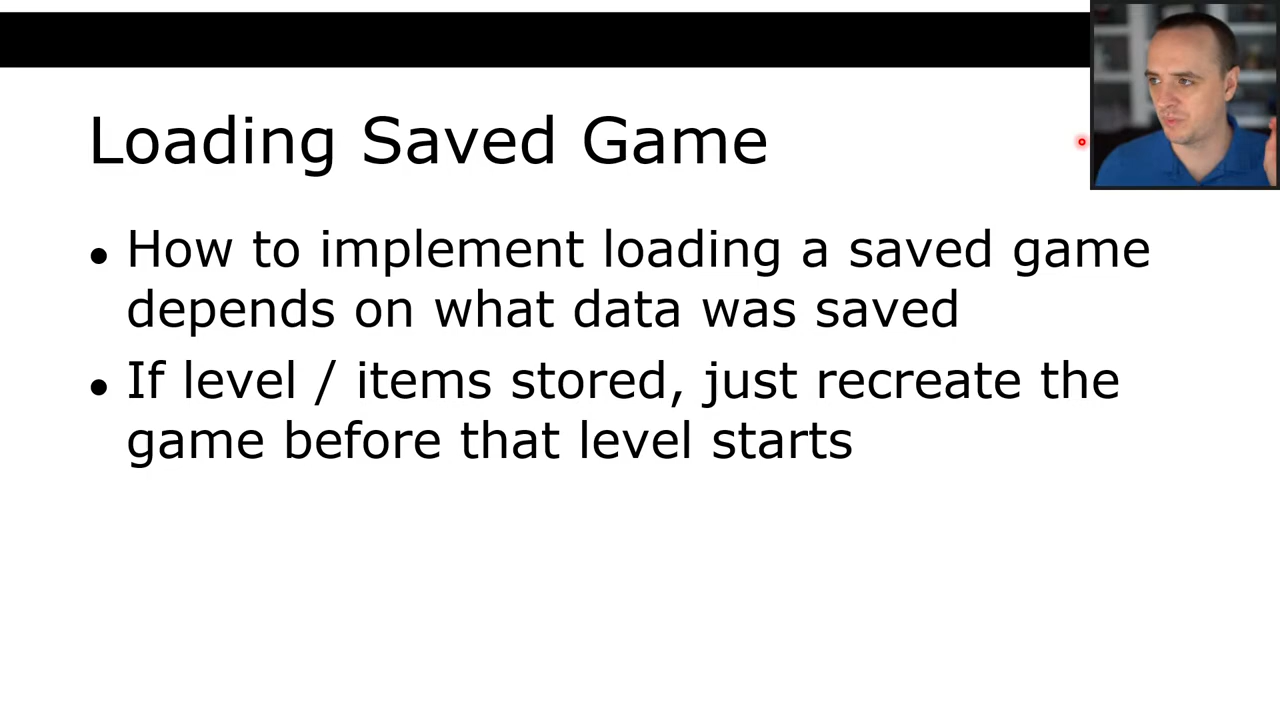 Loading Saved Game
● How to implement loading a saved game
depends on what data was saved
● If level / items stored, just recreate the
game before that level starts